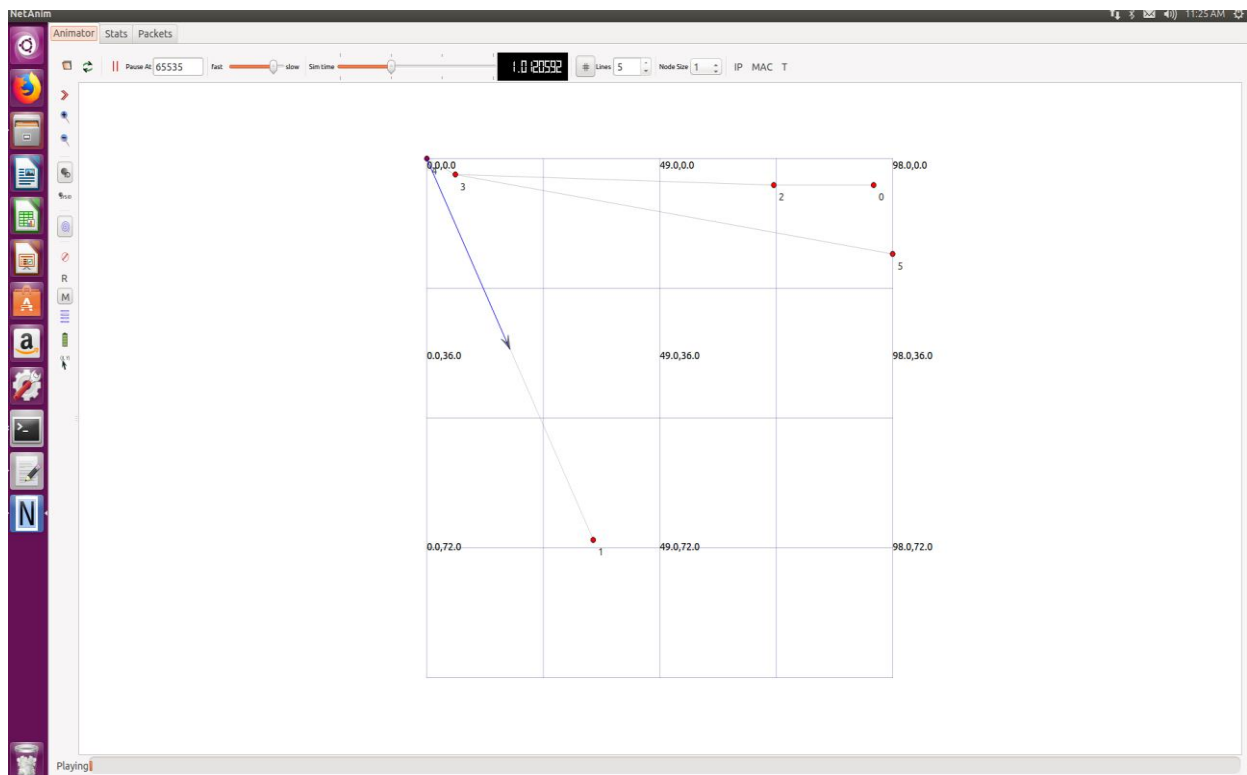 NetAnim 11:25 AM
Animator Stats Packets
Pause At 65535 fast slow Sim time 1.0120592 # Lines 5 Node Size 1 IP MAC T
0.0,0.0 49.0,0.0 98.0,0.0
4 3 2 0
5
R
M
a 0.0,36.0 49.0,36.0 98.0,36.0
>_
N
0.0,72.0 1 49.0,72.0 98.0,72.0
Playing